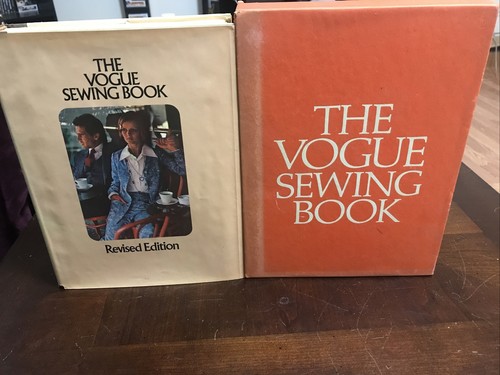 THE
VOGUE
SEWING BOOK
Revised Edition
THE
VOGUE
SEWING
BOOK